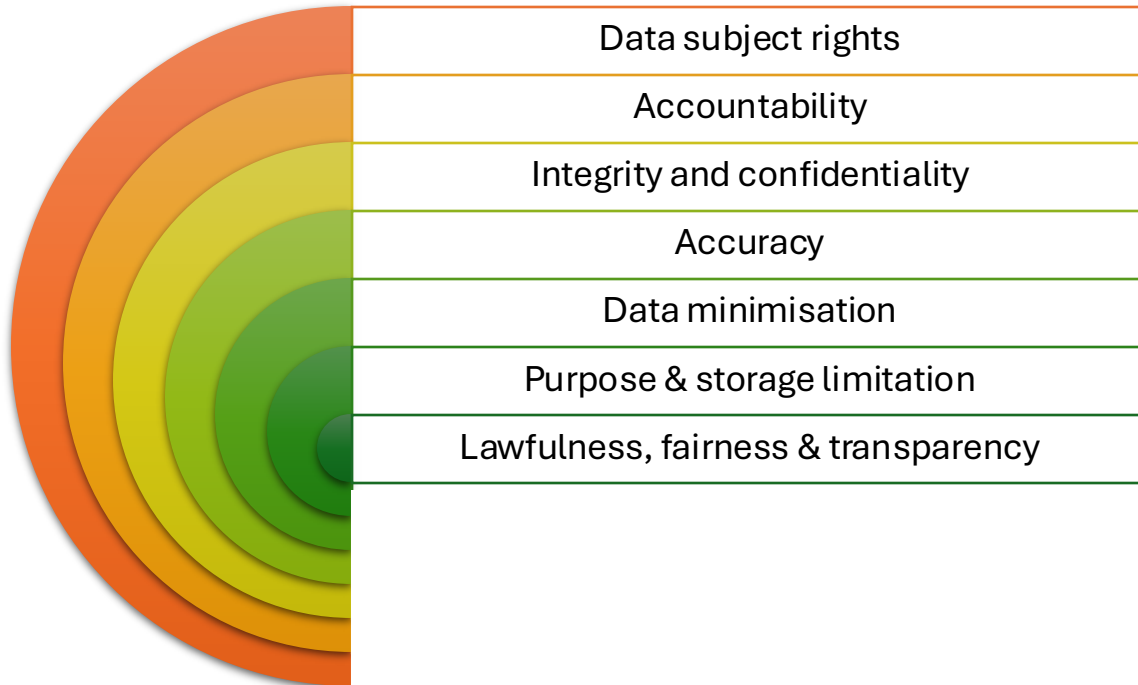 Data subject rights
Accountability
Integrity and confidentiality
Accuracy
Data minimisation
Purpose & storage limitation
Lawfulness, fairness & transparency